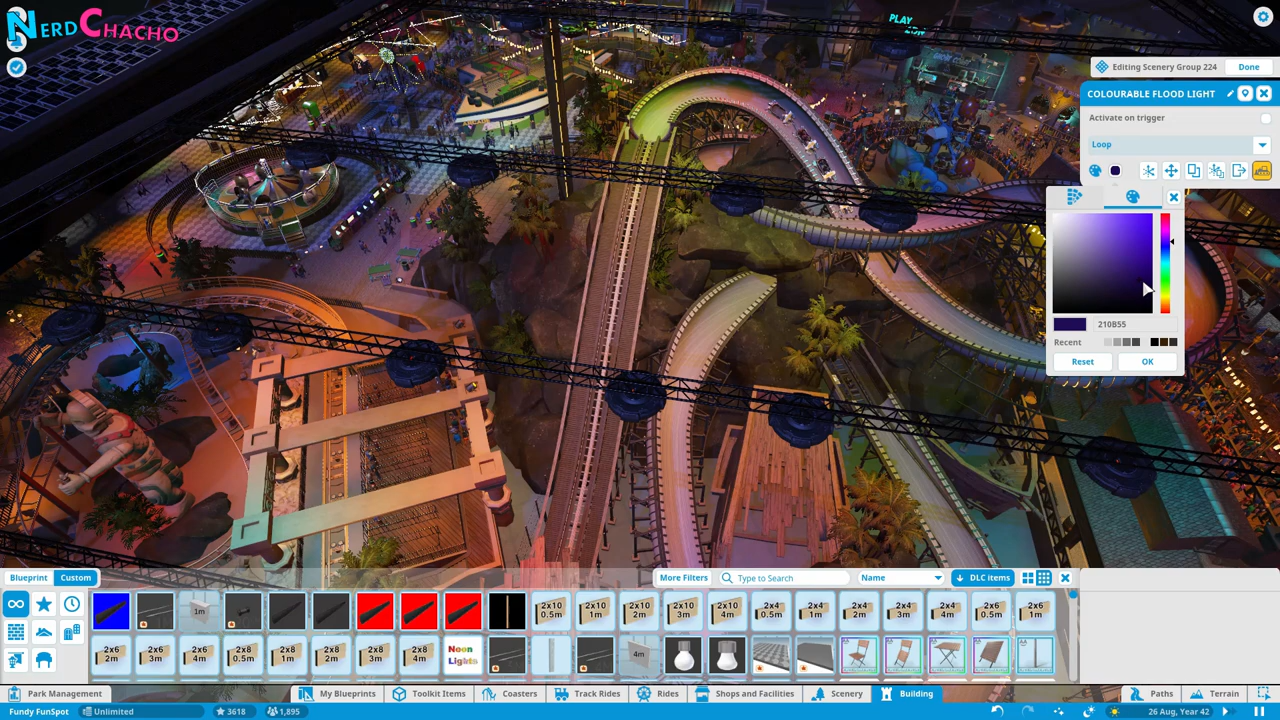 NERDCHACHO
PLAY
Editing Scenery Group 224
Done
COLOURABLE FLOOD LIGHT
Activate on trigger
Loop
210B55
Recent
Reset
OK
Blueprint
Custom
More Filters
Type to Search
Name
DLC items
1m
2x10 0.5m
2x10 1m
2x10 2m
2x10 3m
2x10 4m
2x4 0.5m
2x4 1m
2x4 2m
2x4 3m
2x4 4m
2x6 0.5m
2x6 1m
2x6 2m
2x6 3m
2x6 4m
2x8 0.5m
2x8 1m
2x8 2m
2x8 3m
2x8 4m
Neon Lights
4m
Park Management
My Blueprints
Toolkit Items
Coasters
Track Rides
Rides
Shops and Facilities
Scenery
Building
Paths
Terrain
Fundy FunSpot
Unlimited
3618
1,895
26 Aug, Year 42